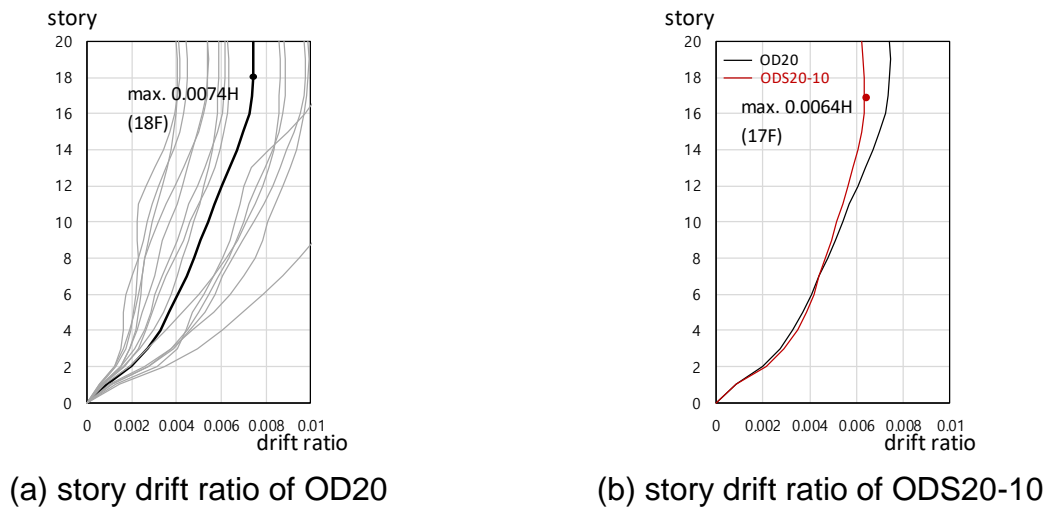 story
20
18
16
14
12
10
8
6
4
2
0
max. 0.0074H
(18F)
0 0.002 0.004 0.006 0.008 0.01
drift ratio
(a) story drift ratio of OD20
story
20
18
16
14
12
10
8
6
4
2
0
OD20
ODS20-10
max. 0.0064H
(17F)
0 0.002 0.004 0.006 0.008 0.01
drift ratio
(b) story drift ratio of ODS20-10